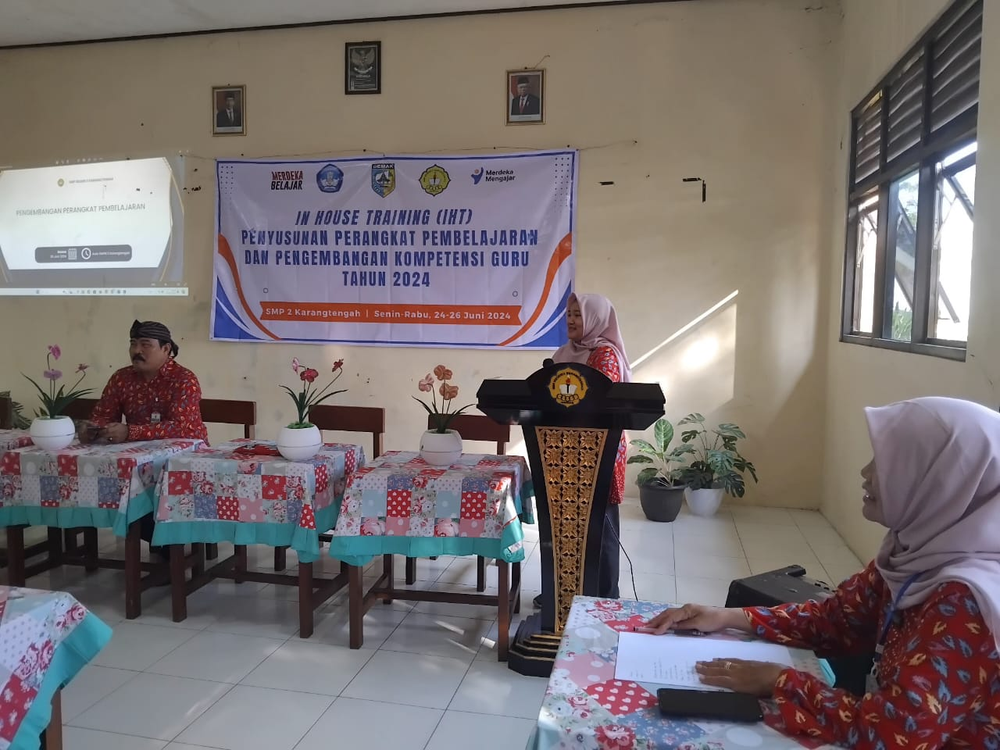 MERDEKA
BELAJAR
DEMAK
Merdeka
Mengajar
IN HOUSE TRAINING (IHT)
PENYUSUNAN PERANGKAT PEMBELAJARAN
DAN PENGEMBANGAN KOMPETENSI GURU
TAHUN 2024
SMP 2 Karangtengah | Senin-Rabu, 24-26 Juni 2024
PENGEMBANGAN PERANGKAT PEMBELAJARAN